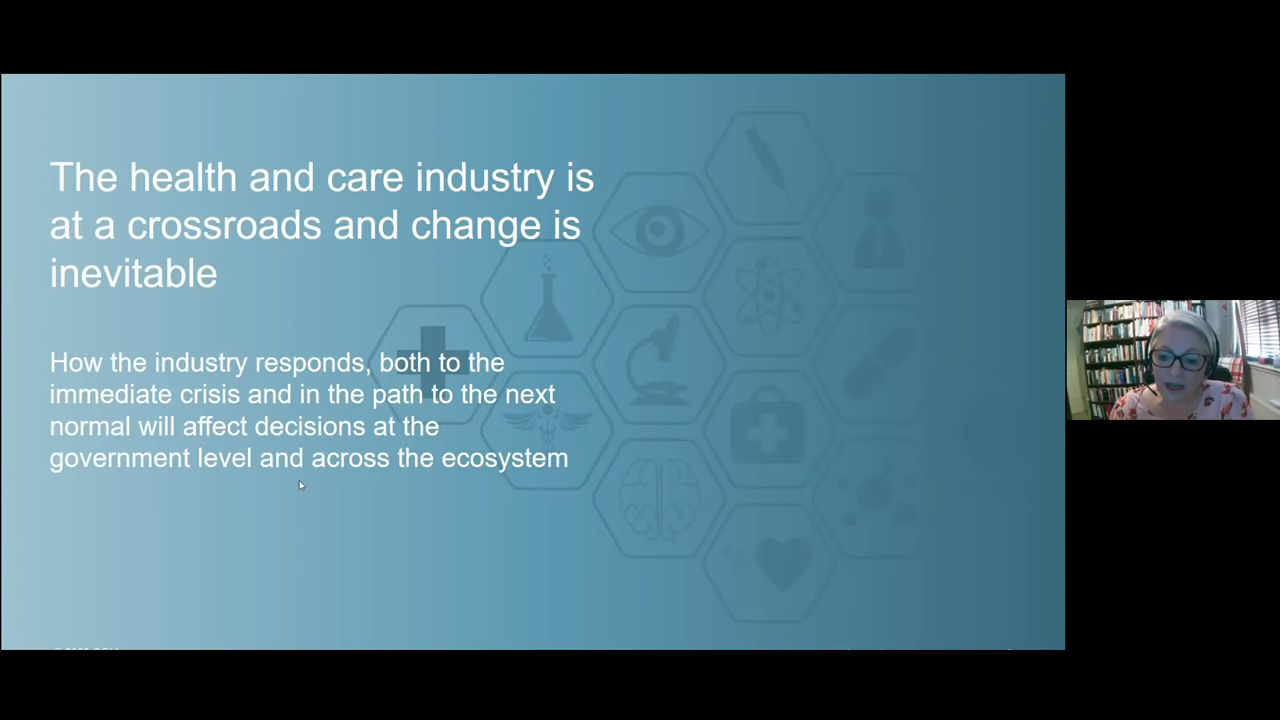 The health and care industry is
at a crossroads and change is
inevitable
How the industry responds, both to the
immediate crisis and in the path to the next
normal will affect decisions at the
government level and across the ecosystem